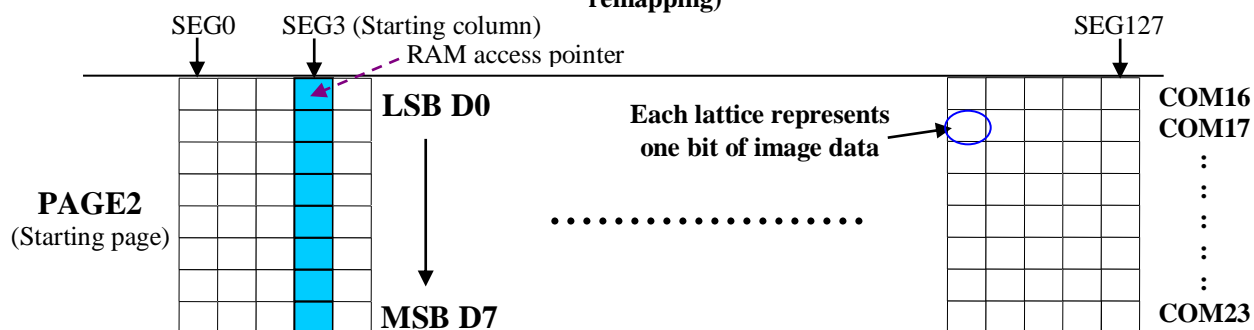 remapping)
SEG0 SEG3 (Starting column) SEG127
RAM access pointer
LSB D0
Each lattice represents
one bit of image data
COM16
COM17
:
:
:
:
:
PAGE2
(Starting page)
MSB D7
COM23